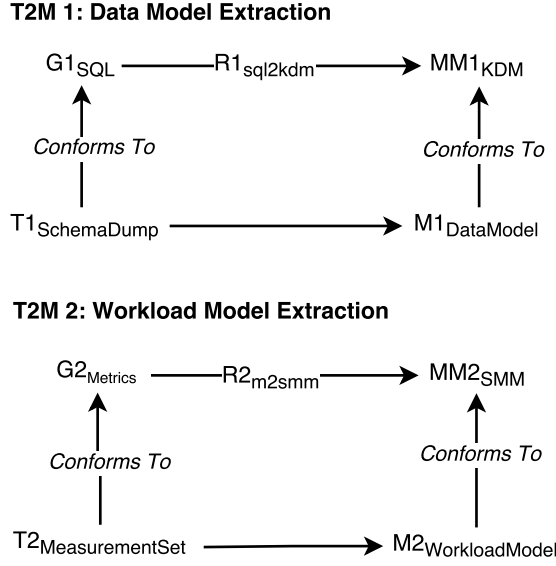 T2M 1: Data Model Extraction
G1SQL R1sql2kdm MM1KDM
Conforms To Conforms To
T1SchemaDump M1DataModel
T2M 2: Workload Model Extraction
G2Metrics R2m2smm MM2SMM
Conforms To Conforms To
T2MeasurementSet M2WorkloadModel